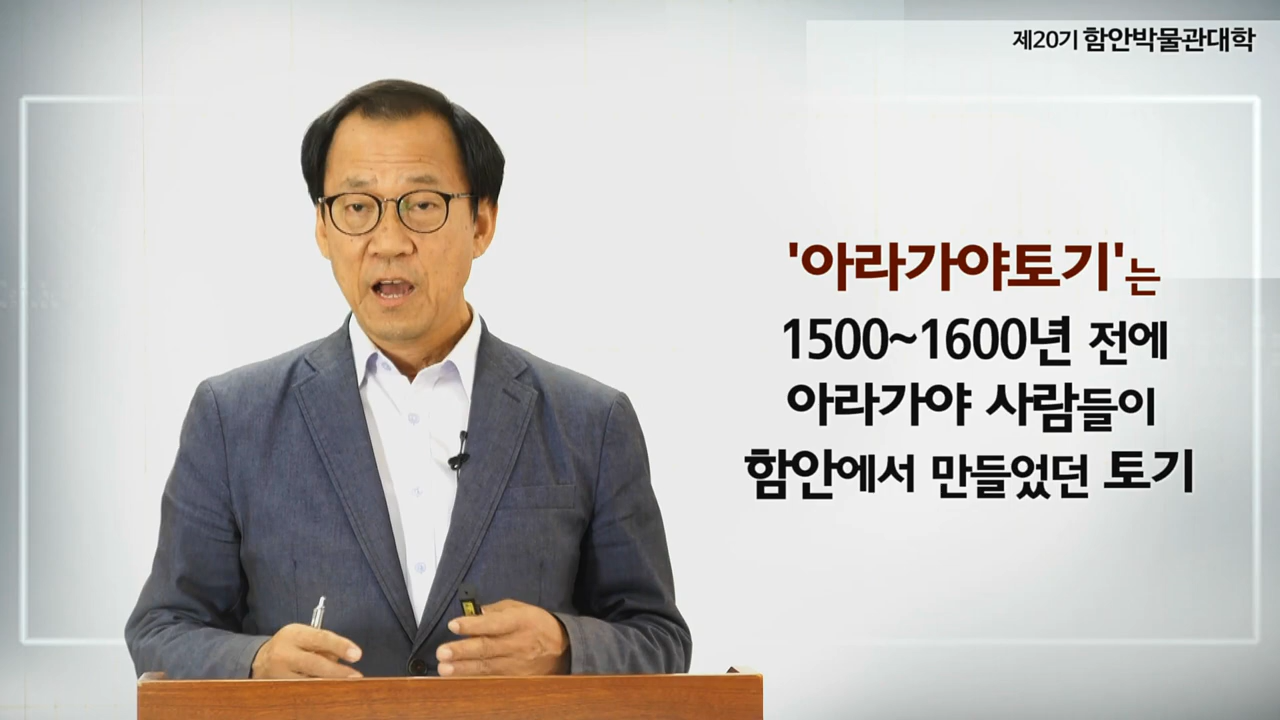 제20기 함안박물관대학
'아라가야토기'는
1500~1600년 전에
아라가야 사람들이
함안에서 만들었던 토기